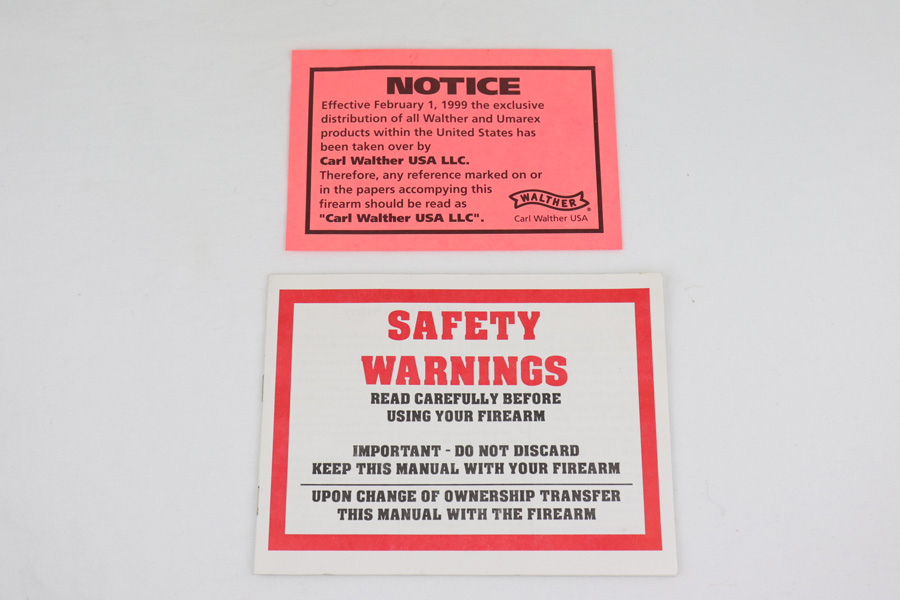 NOTICE
Effective February 1, 1999 the exclusive
distribution of all Walther and Umarex
products within the United States has
been taken over by
Carl Walther USA LLC.
Therefore, any reference marked on or
in the papers accompying this
firearm should be read as
"Carl Walther USA LLC".
WALTHER®
Carl Walther USA
SAFETY
WARNINGS
READ CAREFULLY BEFORE
USING YOUR FIREARM
IMPORTANT - DO NOT DISCARD
KEEP THIS MANUAL WITH YOUR FIREARM
UPON CHANGE OF OWNERSHIP TRANSFER
THIS MANUAL WITH THE FIREARM